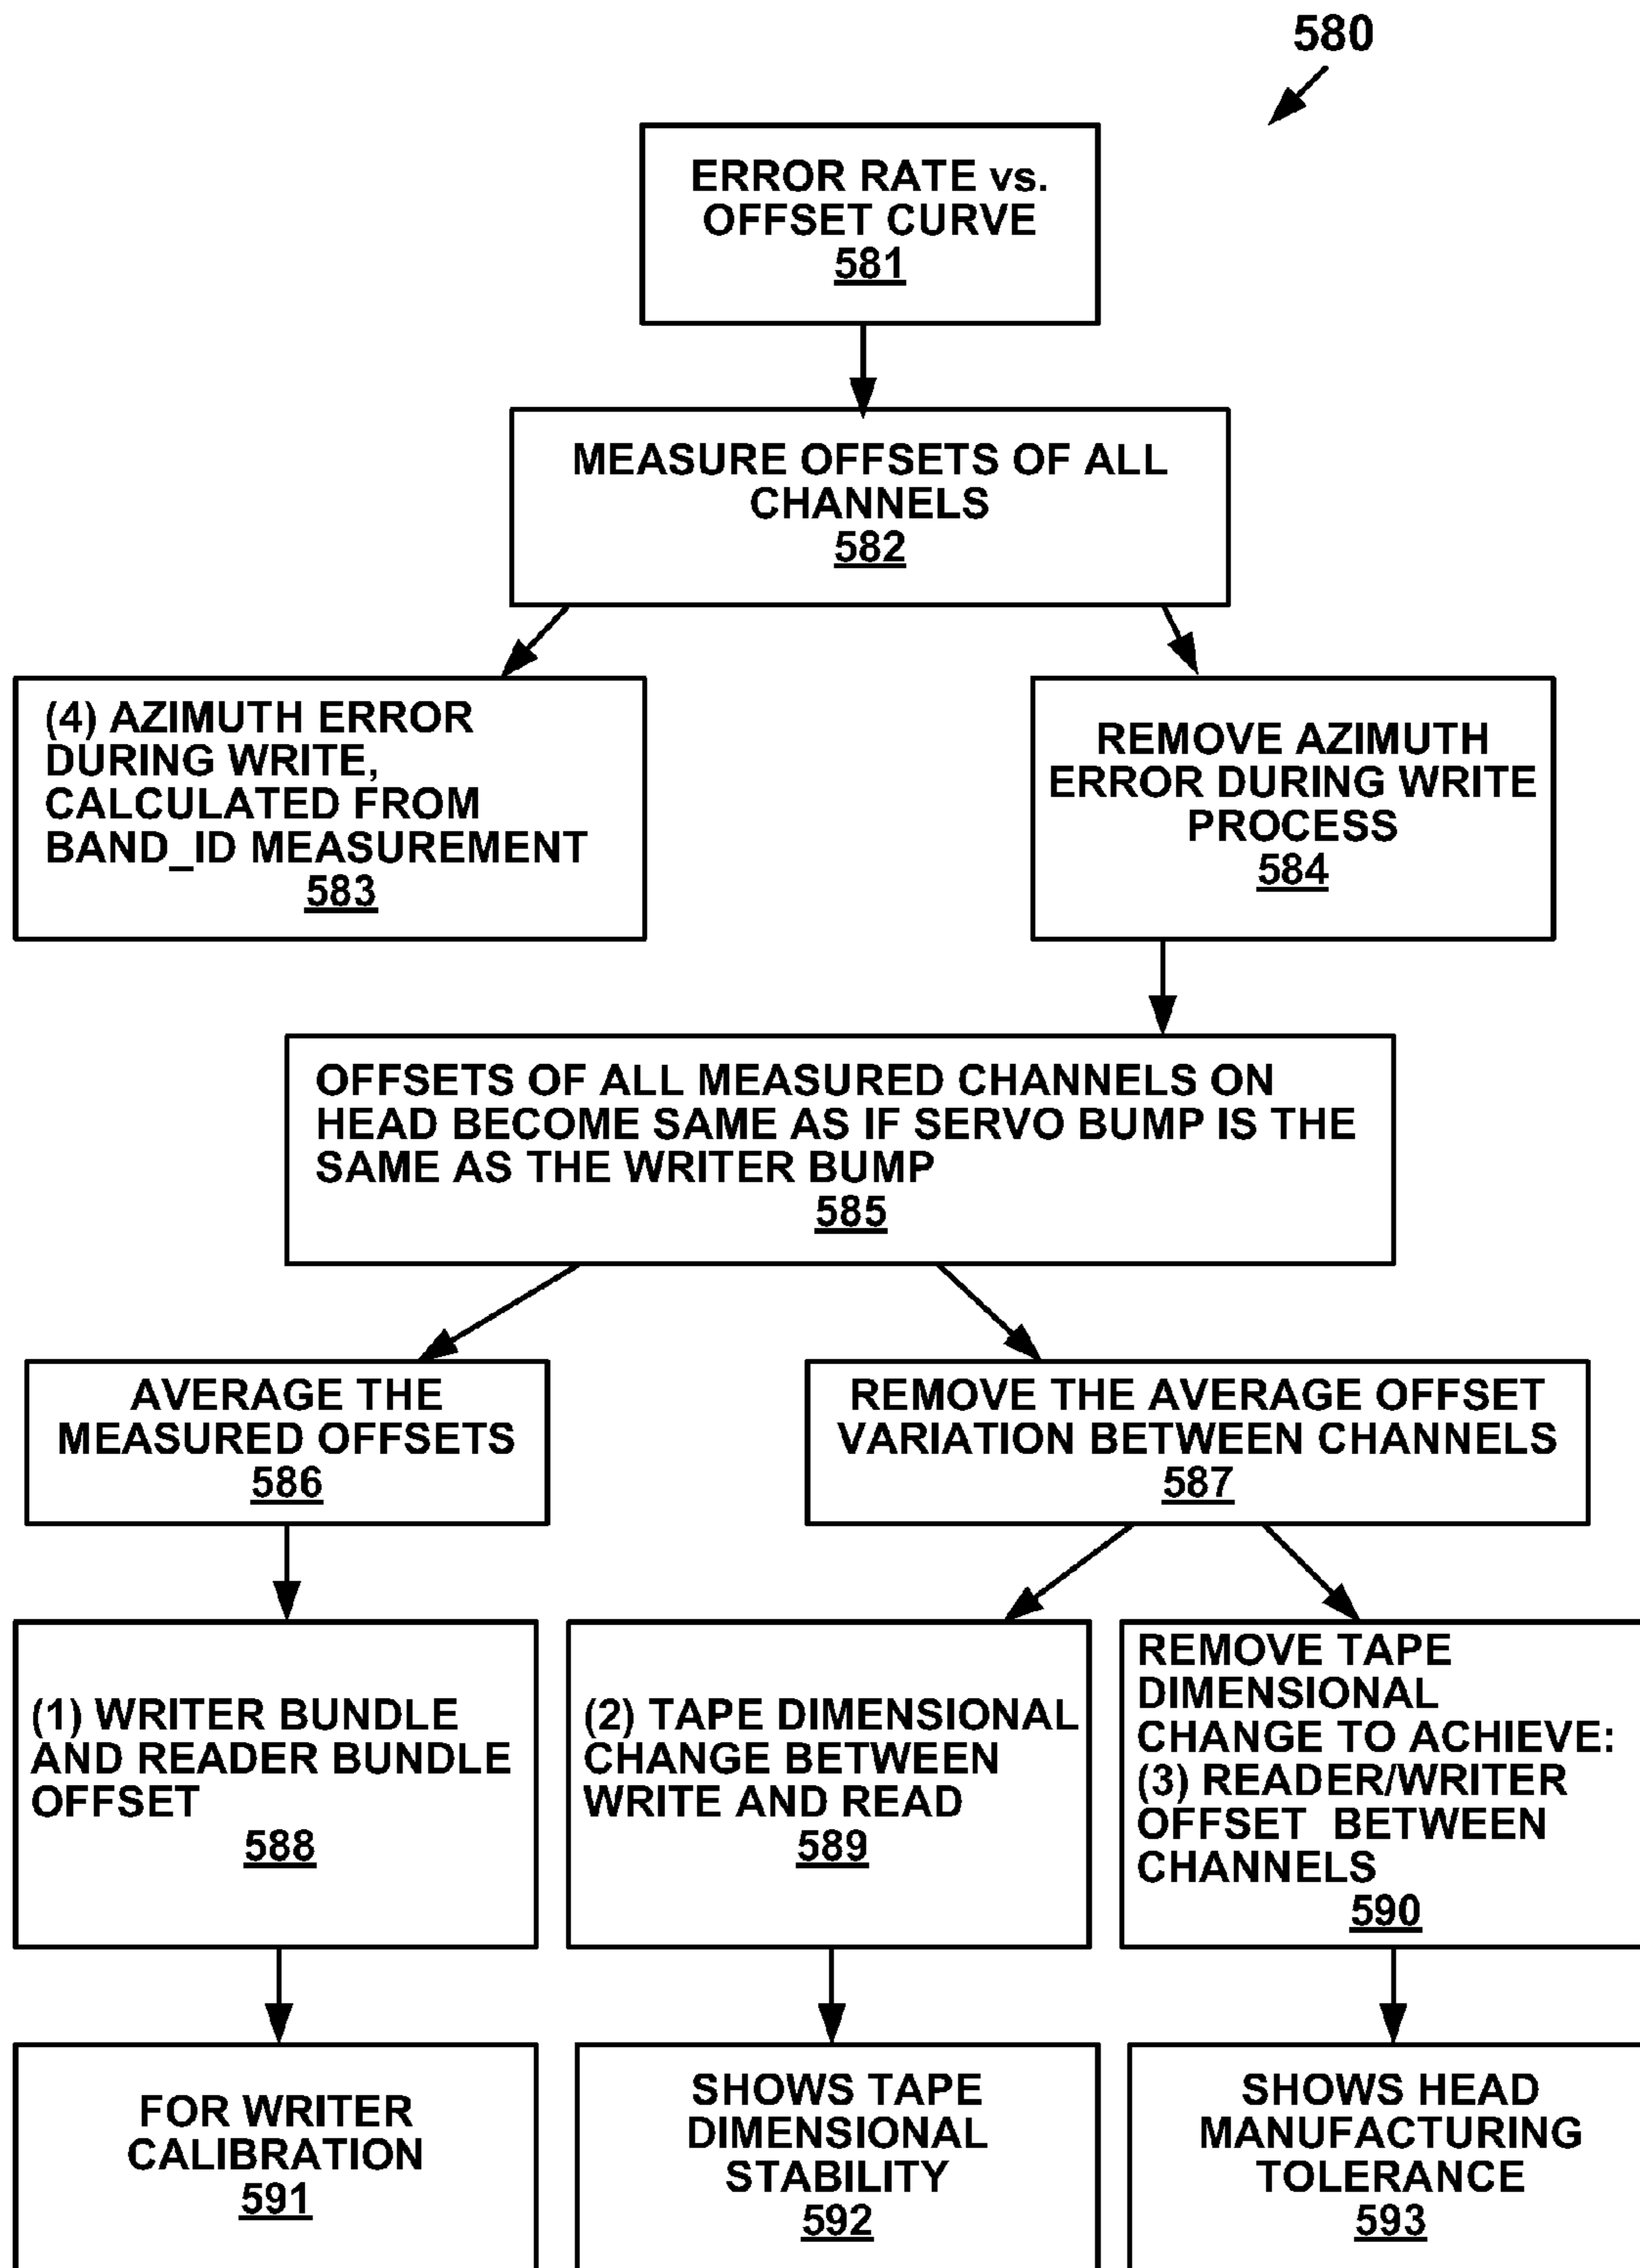 580
ERROR RATE vs.
OFFSET CURVE
581
MEASURE OFFSETS OF ALL
CHANNELS
582
(4) AZIMUTH ERROR
DURING WRITE,
CALCULATED FROM
BAND_ID MEASUREMENT
583
REMOVE AZIMUTH
ERROR DURING WRITE
PROCESS
584
OFFSETS OF ALL MEASURED CHANNELS ON
HEAD BECOME SAME AS IF SERVO BUMP IS THE
SAME AS THE WRITER BUMP
585
AVERAGE THE
MEASURED OFFSETS
586
REMOVE THE AVERAGE OFFSET
VARIATION BETWEEN CHANNELS
587
(1) WRITER BUNDLE
AND READER BUNDLE
OFFSET
588
(2) TAPE DIMENSIONAL
CHANGE BETWEEN
WRITE AND READ
589
REMOVE TAPE
DIMENSIONAL
CHANGE TO ACHIEVE:
(3) READER/WRITER
OFFSET BETWEEN
CHANNELS
590
FOR WRITER
CALIBRATION
591
SHOWS TAPE
DIMENSIONAL
STABILITY
592
SHOWS HEAD
MANUFACTURING
TOLERANCE
593